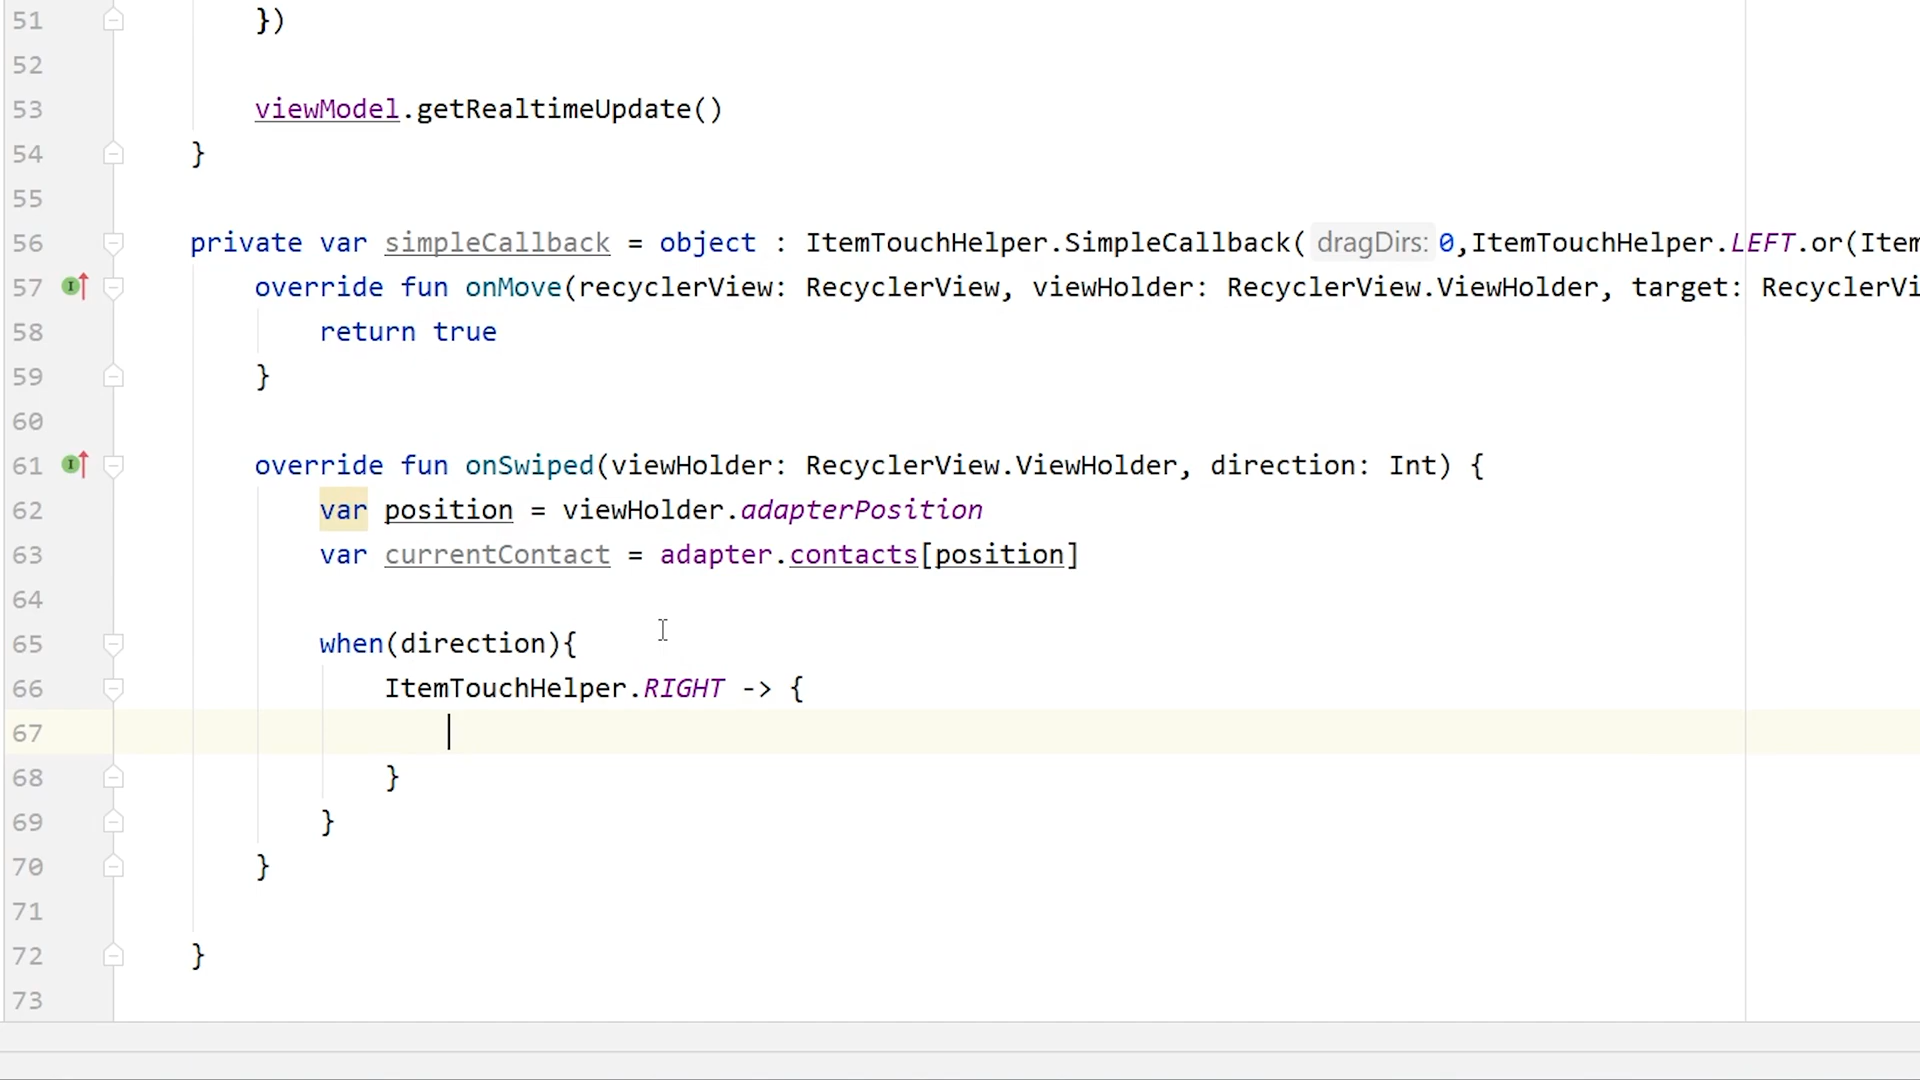 51 })
52
53 viewModel.getRealtimeUpdate()
54 }
55
56 private var simpleCallback = object : ItemTouchHelper.SimpleCallback( dragDirs: 0,ItemTouchHelper.LEFT.or(Item
57 override fun onMove(recyclerView: RecyclerView, viewHolder: RecyclerView.ViewHolder, target: RecyclerVi
58 return true
59 }
60
61 override fun onSwiped(viewHolder: RecyclerView.ViewHolder, direction: Int) {
62 var position = viewHolder.adapterPosition
63 var currentContact = adapter.contacts[position]
64
65 when(direction){
66 ItemTouchHelper.RIGHT -> {
67
68 }
69 }
70 }
71
72 }
73